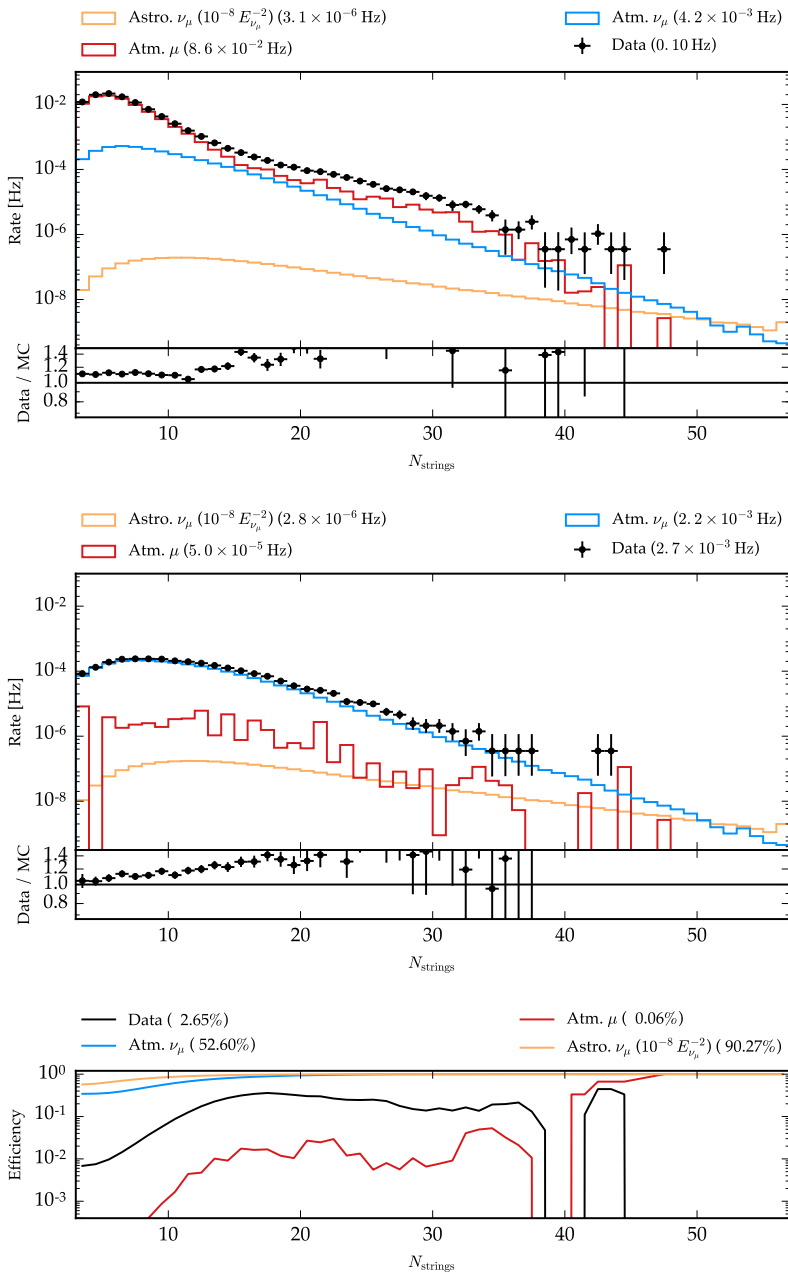 Astro. ν_μ (10⁻⁸ E_{ν_μ}⁻²) (3.1 × 10⁻⁶ Hz) Atm. ν_μ (4.2 × 10⁻³ Hz)
Atm. μ (8.6 × 10⁻² Hz) Data (0.10 Hz)
10⁻²
10⁻⁴
10⁻⁶
10⁻⁸
Rate [Hz]
1.4
1.2
1.0
0.8
Data / MC
10 20 30 40 50
N_strings
Astro. ν_μ (10⁻⁸ E_{ν_μ}⁻²) (2.8 × 10⁻⁶ Hz) Atm. ν_μ (2.2 × 10⁻³ Hz)
Atm. μ (5.0 × 10⁻⁵ Hz) Data (2.7 × 10⁻³ Hz)
10⁻²
10⁻⁴
10⁻⁶
10⁻⁸
Rate [Hz]
1.4
1.2
1.0
0.8
Data / MC
10 20 30 40 50
N_strings
Data ( 2.65%) Atm. μ ( 0.06%)
Atm. ν_μ ( 52.60%) Astro. ν_μ (10⁻⁸ E_{ν_μ}⁻²) ( 90.27%)
10⁰
10⁻¹
10⁻²
10⁻³
Efficiency
10 20 30 40 50
N_strings